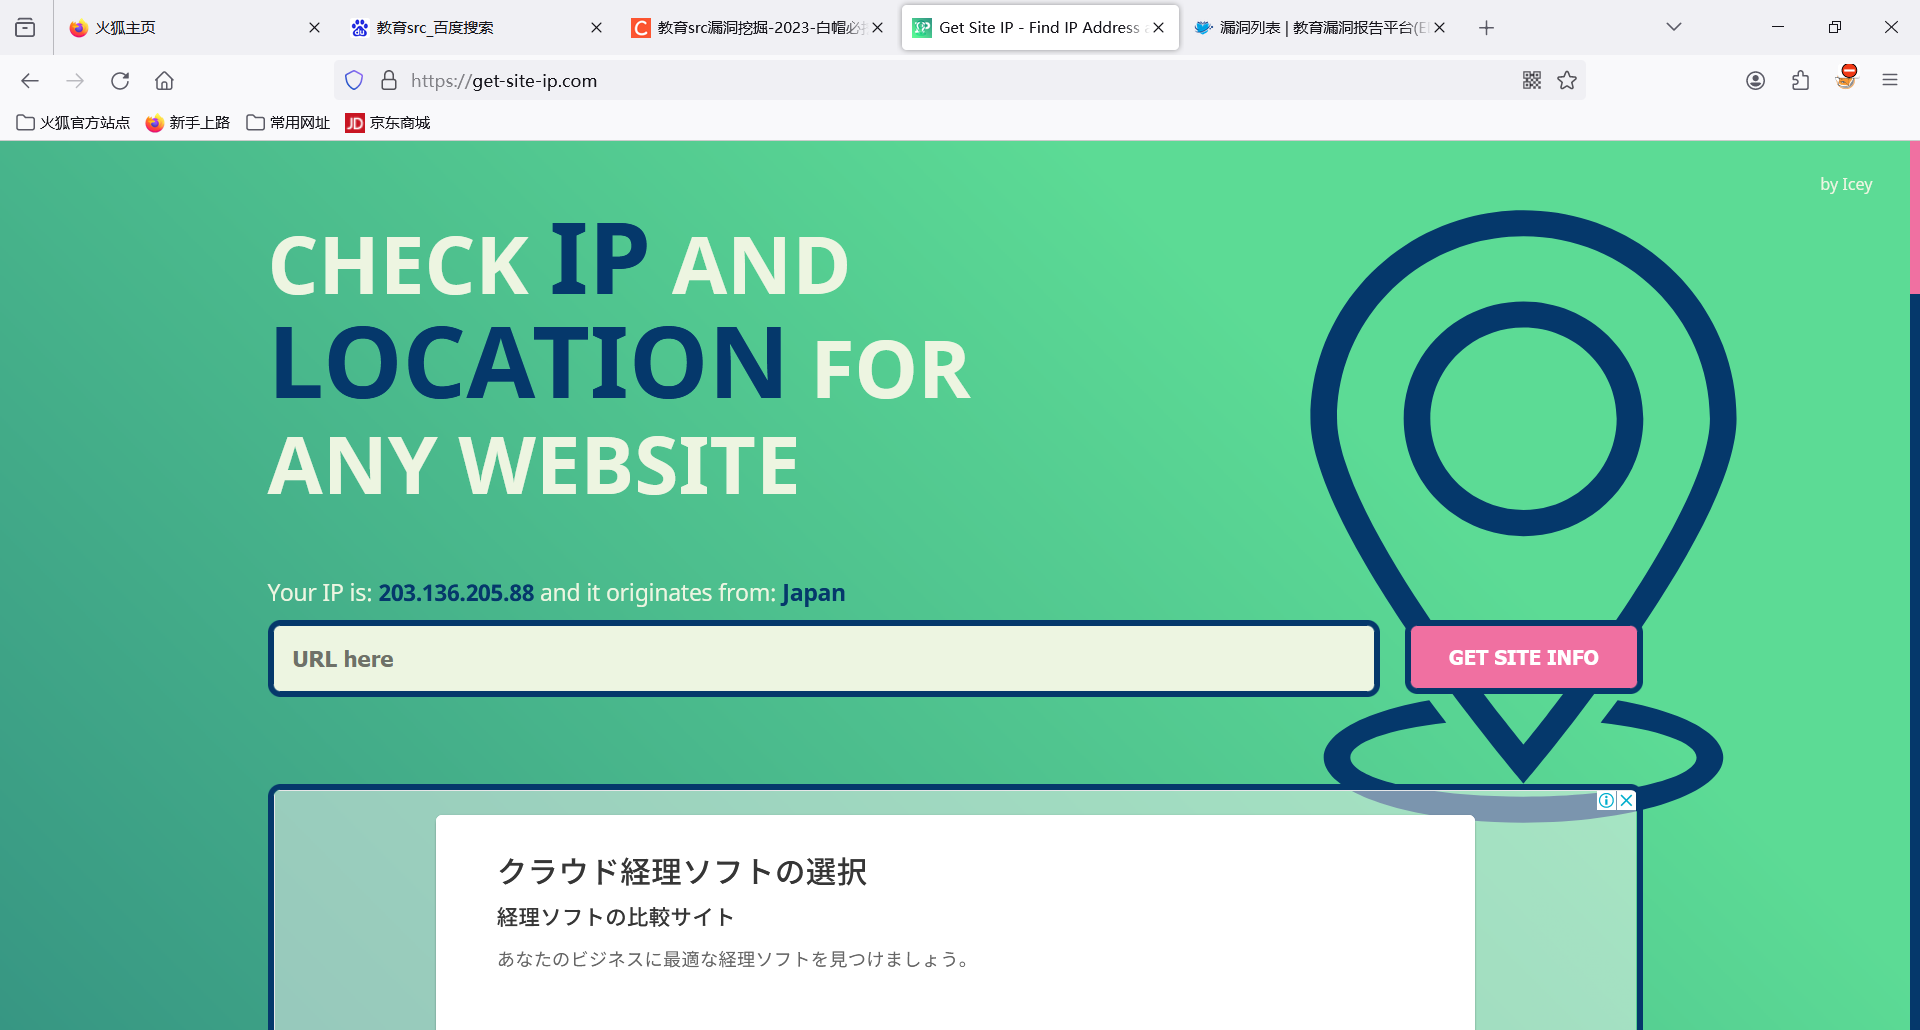 火狐主页
教育src_百度搜索
教育src漏洞挖掘-2023-白帽必
Get Site IP - Find IP Address
漏洞列表 | 教育漏洞报告平台(E
https://get-site-ip.com
火狐官方站点
新手上路
常用网址
JD 京东商城
by Icey
CHECK IP AND
LOCATION FOR
ANY WEBSITE
Your IP is: 203.136.205.88 and it originates from: Japan
URL here
GET SITE INFO
クラウド経理ソフトの選択
経理ソフトの比較サイト
あなたのビジネスに最適な経理ソフトを見つけましょう。